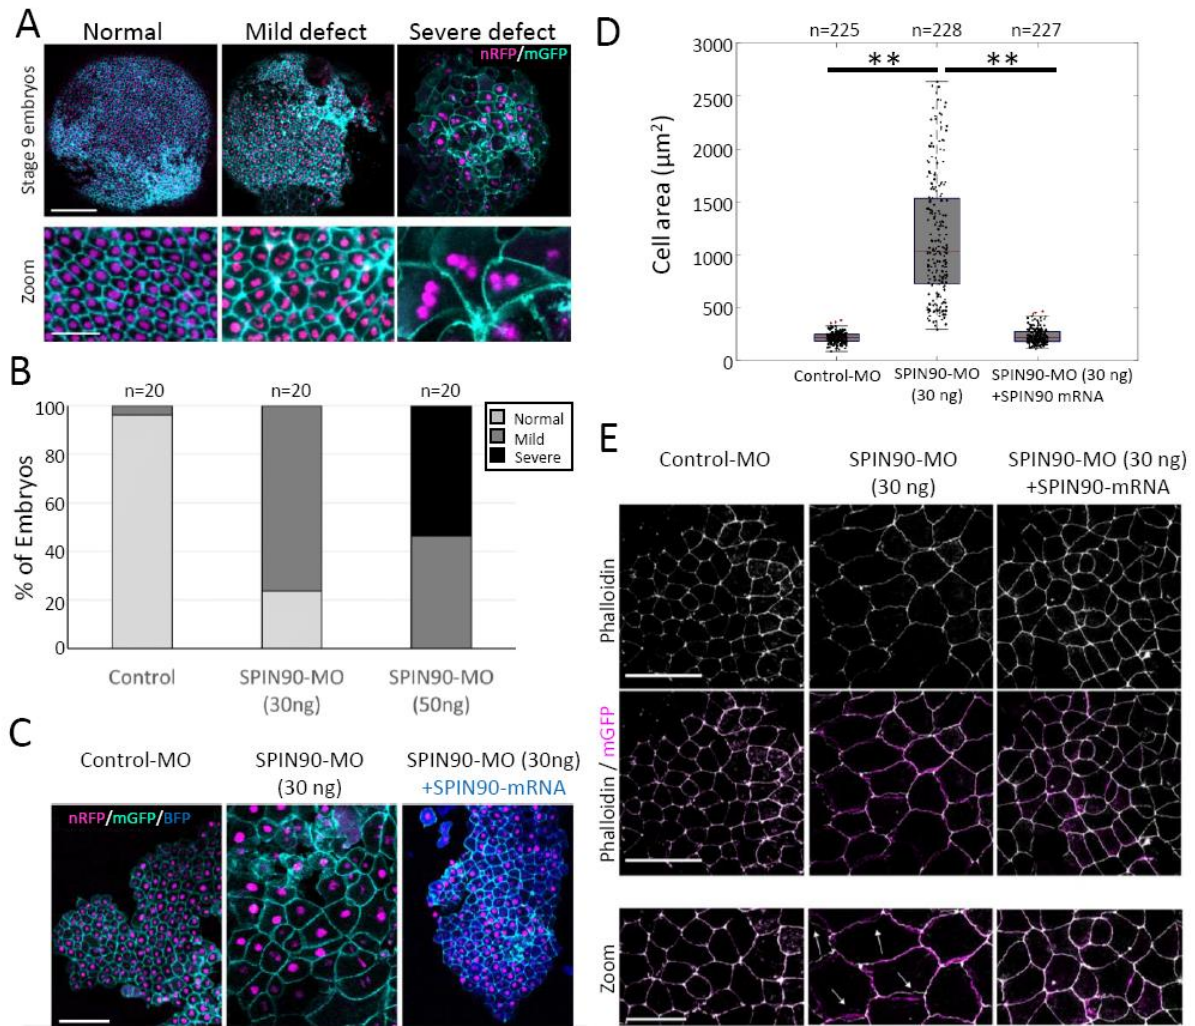 A
Normal
Mild defect
Severe defect
nRFP/mGFP
Stage 9 embryos
Zoom
B
n=20
n=20
n=20
% of Embryos
100
80
60
40
20
0
Normal
Mild
Severe
Control
SPIN90-MO
(30ng)
SPIN90-MO
(50ng)
C
Control-MO
SPIN90-MO
(30 ng)
SPIN90-MO (30ng)
+SPIN90-mRNA
nRFP/mGFP/BFP
D
n=225
n=228
n=227
Cell area (μm²)
3000
2500
2000
1500
1000
500
0
**
**
Control-MO
SPIN90-MO
(30 ng)
SPIN90-MO (30 ng)
+SPIN90 mRNA
E
Control-MO
SPIN90-MO
(30 ng)
SPIN90-MO (30 ng)
+SPIN90-mRNA
Phalloidin
Phalloidin / mGFP
Zoom